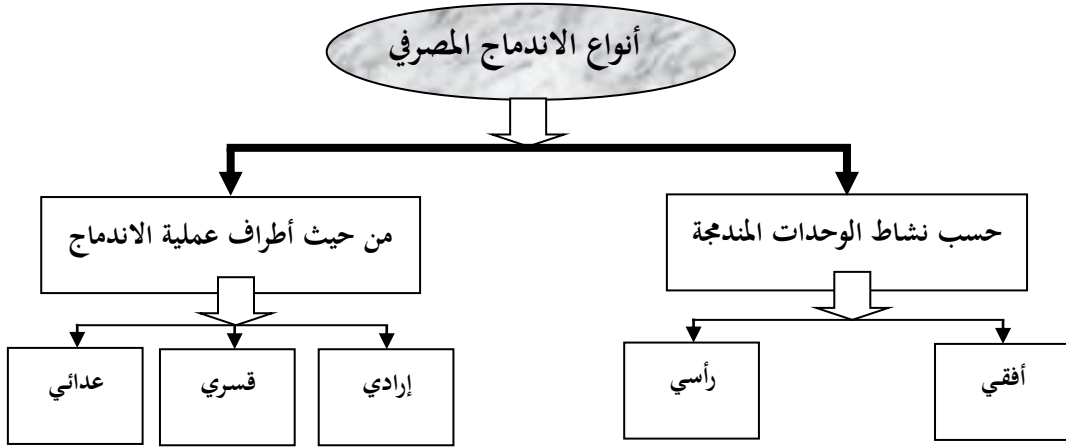 أنواع الاندماج المصرفي
حسب نشاط الوحدات المندمجة
من حيث أطراف عملية الاندماج
أفقي
رأسي
إرادي
قسري
عدائي